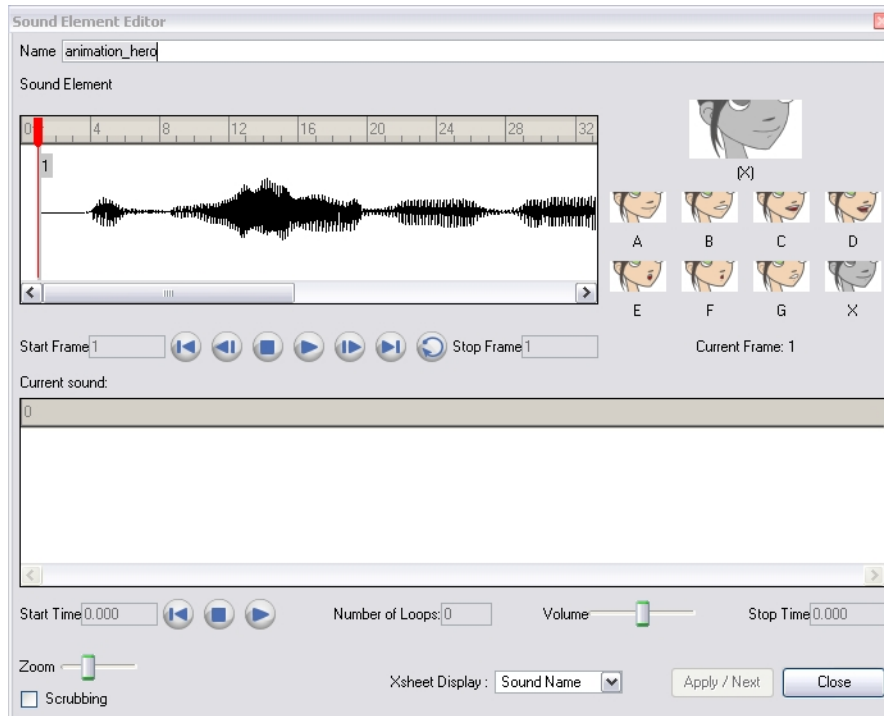 Sound Element Editor
Name animation_hero
Sound Element
0 4 8 12 16 20 24 28 32
1
(X)
A B C D
E F G X
Start Frame 1 Stop Frame 1 Current Frame: 1
Current sound:
0
Start Time 0.000 Number of Loops: 0 Volume Stop Time 0.000
Zoom
Scrubbing
Xsheet Display : Sound Name Apply / Next Close